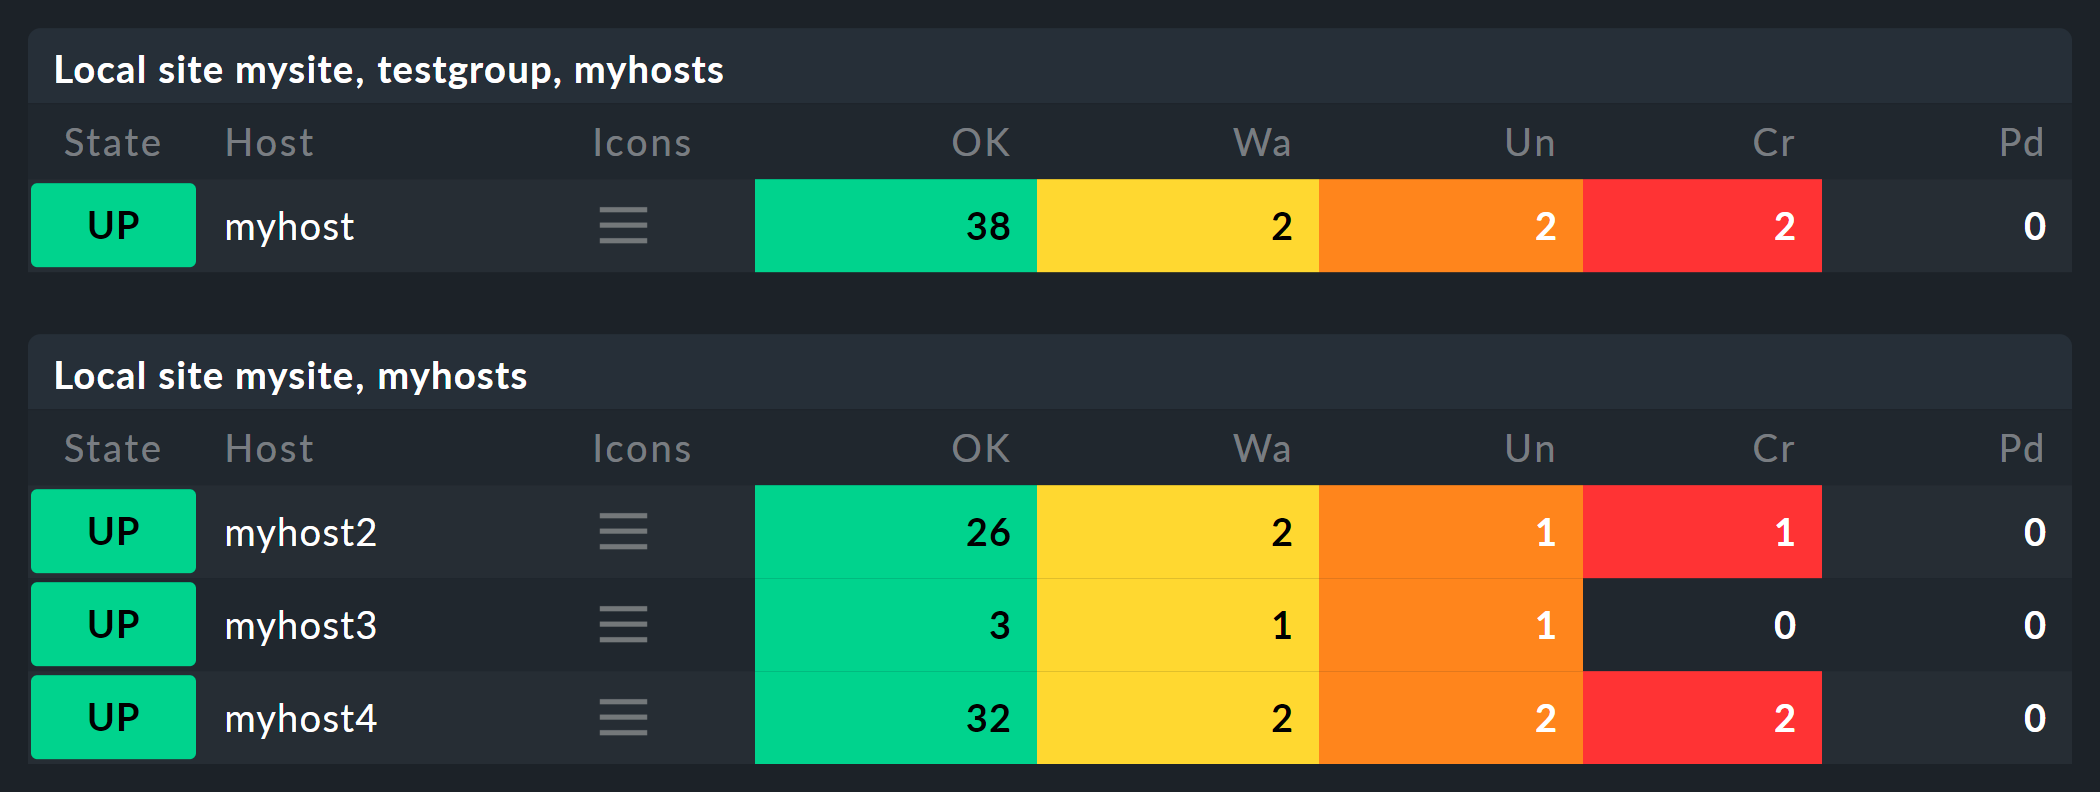 Local site mysite, testgroup, myhosts
State Host Icons OK Wa Un Cr Pd
UP myhost 38 2 2 2 0
Local site mysite, myhosts
State Host Icons OK Wa Un Cr Pd
UP myhost2 26 2 1 1 0
UP myhost3 3 1 1 0 0
UP myhost4 32 2 2 2 0